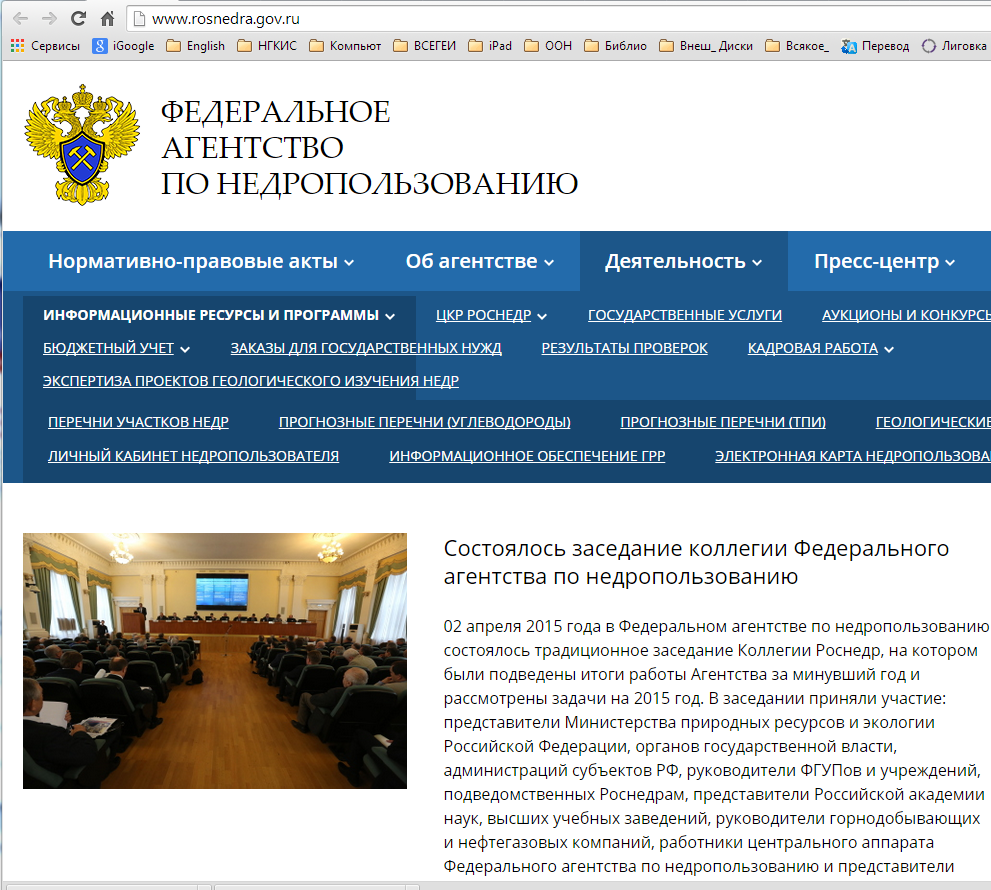 www.rosnedra.gov.ru
Сервисы iGoogle English НГКИС Компьют ВСЕГЕИ iPad ООН Библио Внеш_Диски Всякое_ Перевод Лиговка
ФЕДЕРАЛЬНОЕ
АГЕНТСТВО
ПО НЕДРОПОЛЬЗОВАНИЮ
Нормативно-правовые акты Об агентстве Деятельность Пресс-центр
ИНФОРМАЦИОННЫЕ РЕСУРСЫ И ПРОГРАММЫ ЦКР РОСНЕДР ГОСУДАРСТВЕННЫЕ УСЛУГИ АУКЦИОНЫ И КОНКУРСЫ
БЮДЖЕТНЫЙ УЧЕТ ЗАКАЗЫ ДЛЯ ГОСУДАРСТВЕННЫХ НУЖД РЕЗУЛЬТАТЫ ПРОВЕРОК КАДРОВАЯ РАБОТА
ЭКСПЕРТИЗА ПРОЕКТОВ ГЕОЛОГИЧЕСКОГО ИЗУЧЕНИЯ НЕДР
ПЕРЕЧНИ УЧАСТКОВ НЕДР ПРОГНОЗНЫЕ ПЕРЕЧНИ (УГЛЕВОДОРОДЫ) ПРОГНОЗНЫЕ ПЕРЕЧНИ (ТПИ) ГЕОЛОГИЧЕСКИЕ
ЛИЧНЫЙ КАБИНЕТ НЕДРОПОЛЬЗОВАТЕЛЯ ИНФОРМАЦИОННОЕ ОБЕСПЕЧЕНИЕ ГРР ЭЛЕКТРОННАЯ КАРТА НЕДРОПОЛЬЗОВА
Состоялось заседание коллегии Федерального
агентства по недропользованию
02 апреля 2015 года в Федеральном агентстве по недропользованию
состоялось традиционное заседание Коллегии Роснедр, на котором
были подведены итоги работы Агентства за минувший год и
рассмотрены задачи на 2015 год. В заседании приняли участие:
представители Министерства природных ресурсов и экологии
Российской Федерации, органов государственной власти,
администраций субъектов РФ, руководители ФГУПов и учреждений,
подведомственных Роснедрам, представители Российской академии
наук, высших учебных заведений, руководители горнодобывающих
и нефтегазовых компаний, работники центрального аппарата
Федерального агентства по недропользованию и представители